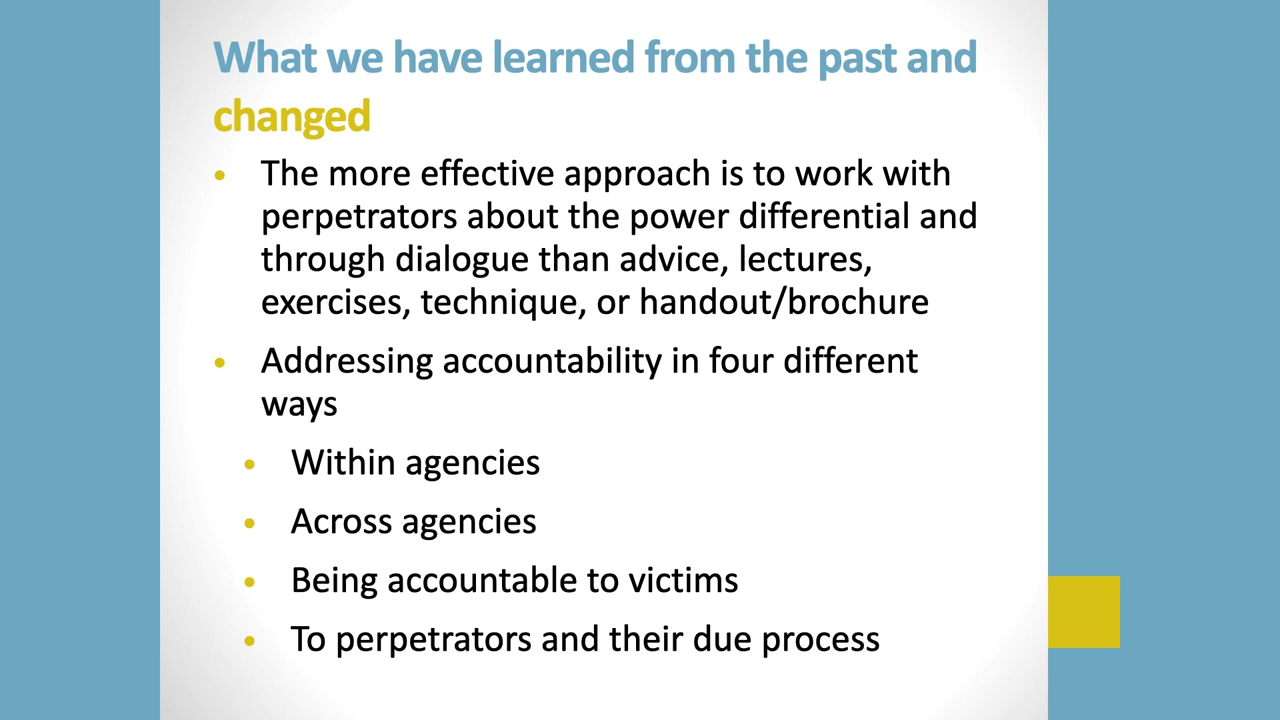 What we have learned from the past and
changed
• The more effective approach is to work with
perpetrators about the power differential and
through dialogue than advice, lectures,
exercises, technique, or handout/brochure
• Addressing accountability in four different
ways
• Within agencies
• Across agencies
• Being accountable to victims
• To perpetrators and their due process